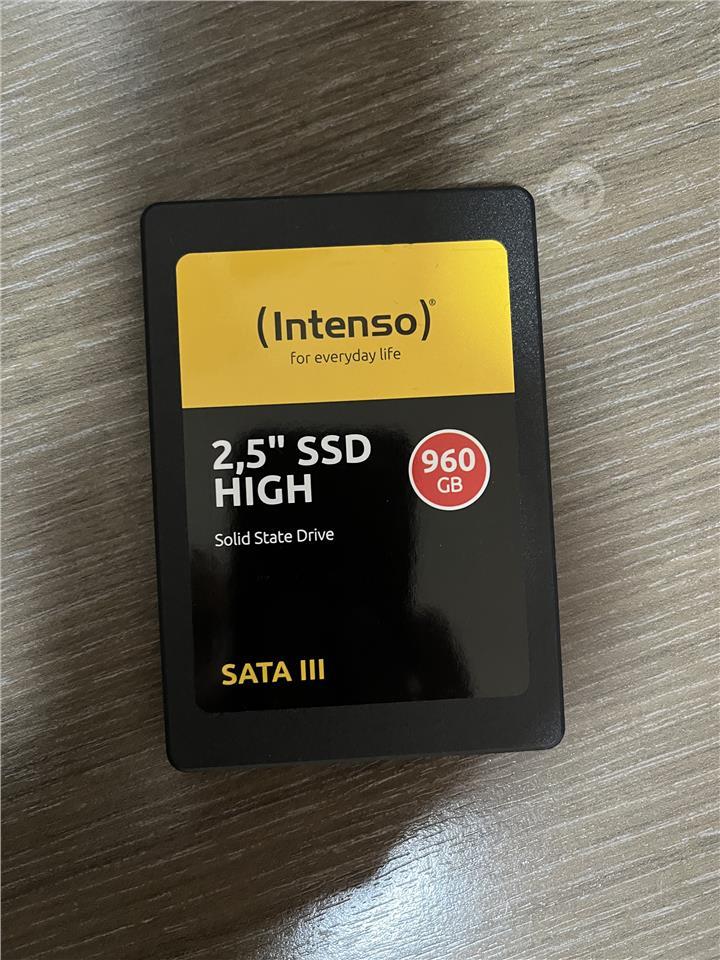 (Intenso)®
for everyday life
2,5" SSD
HIGH
960
GB
Solid State Drive
SATA III